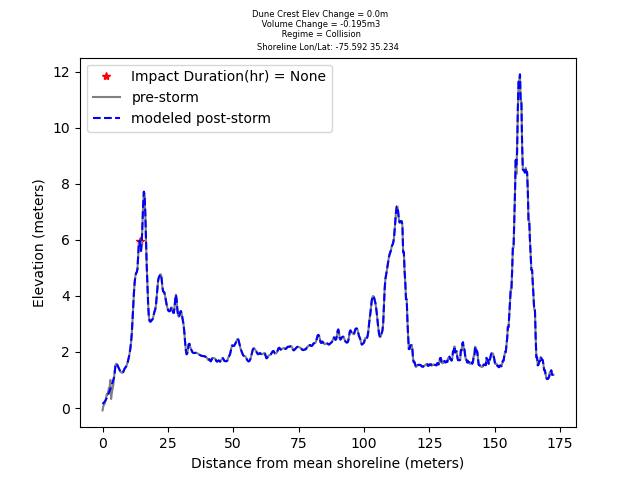 Dune Crest Elev Change = 0.0m
Volume Change = -0.195m3
Regime = Collision
Shoreline Lon/Lat: -75.592 35.234
Impact Duration(hr) = None
pre-storm
modeled post-storm
12
10
8
6
4
2
0
Elevation (meters)
0 25 50 75 100 125 150 175
Distance from mean shoreline (meters)